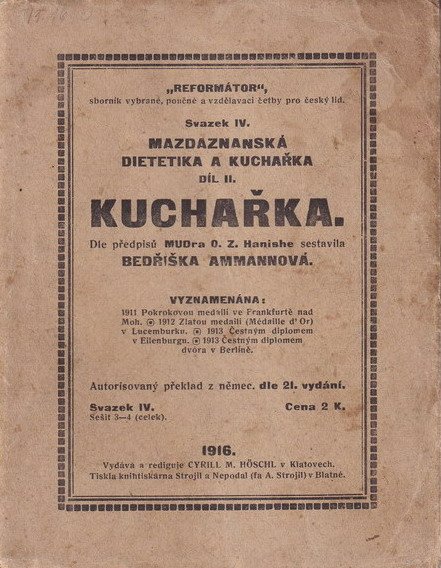 „REFORMÁTOR“,
sborník vybrané, poučné a vzdělávací četby pro český lid.
Svazek IV.
MAZDAZNANSKÁ
DIETETIKA A KUCHAŘKA
DÍL II.
KUCHAŘKA.
Dle předpisů MUDra O. Z. Hanishe sestavila
BEDŘIŠKA AMMANNOVÁ.
VYZNAMENÁNA:
1911 Pokrokovou medailí ve Frankfurtě nad
Moh. 1912 Zlatou medailí (Médaille d'Or)
v Lucemburku. 1913 Čestným diplomem
v Eilenburgu. 1913 Čestným diplomem
dvora v Berlíně.
Autorisovaný překlad z němec. dle 21. vydání.
Svazek IV. Cena 2 K.
Sešit 3—4 (celek).
1916.
Vydává a rediguje CYRILL M. HÖSCHL v Klatovech.
Tiskla knihtiskárna Strojil a Nepodal (fa A. Strojil) v Blatné.